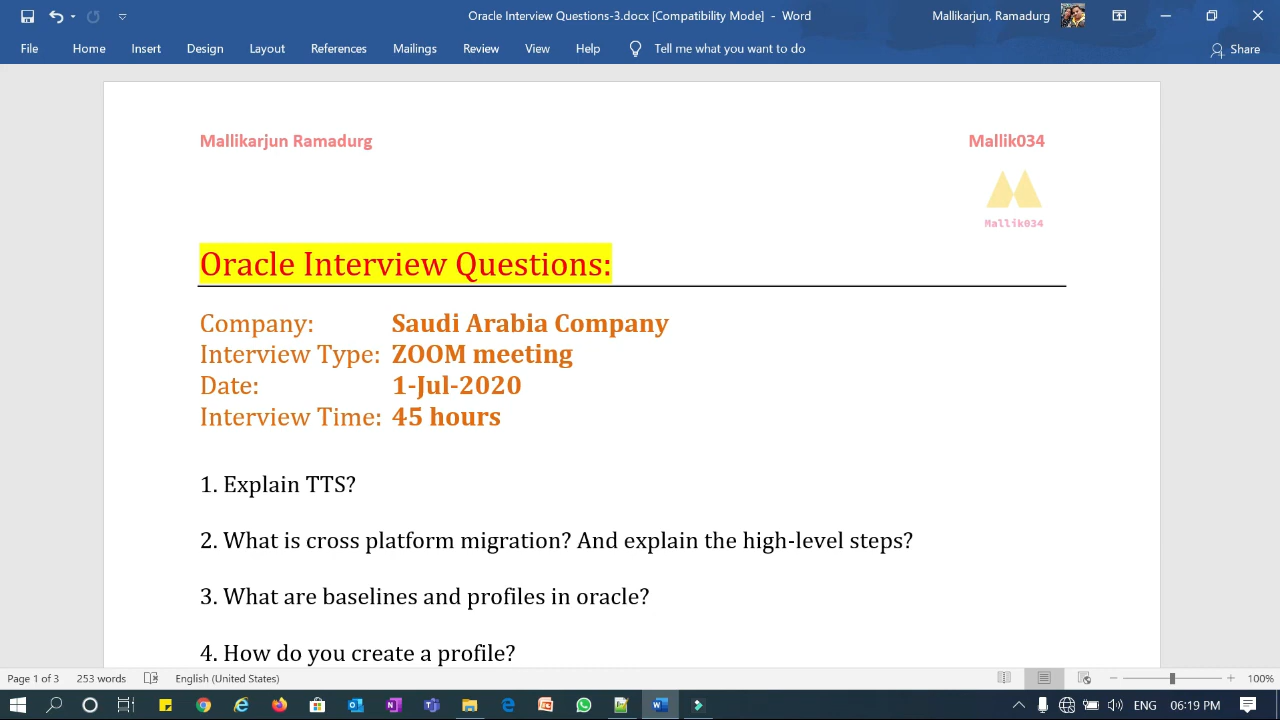 Oracle Interview Questions-3.docx [Compatibility Mode] - Word
Mallikarjun, Ramadurg
File Home Insert Design Layout References Mailings Review View Help Tell me what you want to do Share
Mallikarjun Ramadurg Mallik034
Mallik034
Oracle Interview Questions:
Company: Saudi Arabia Company
Interview Type: ZOOM meeting
Date: 1-Jul-2020
Interview Time: 45 hours
1. Explain TTS?
2. What is cross platform migration? And explain the high-level steps?
3. What are baselines and profiles in oracle?
4. How do you create a profile?
Page 1 of 3 253 words English (United States) 100%
06:19 PM